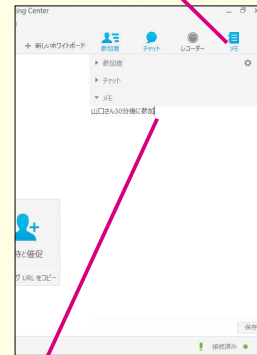 ing Center
+ 新しいホワイトボード
参加者
チャット
レコーダー
メモ
▶ 参加者
▶ チャット
▼ メモ
山口さん30分後に参加
待と催促
URL をコピー
保存
接続済み